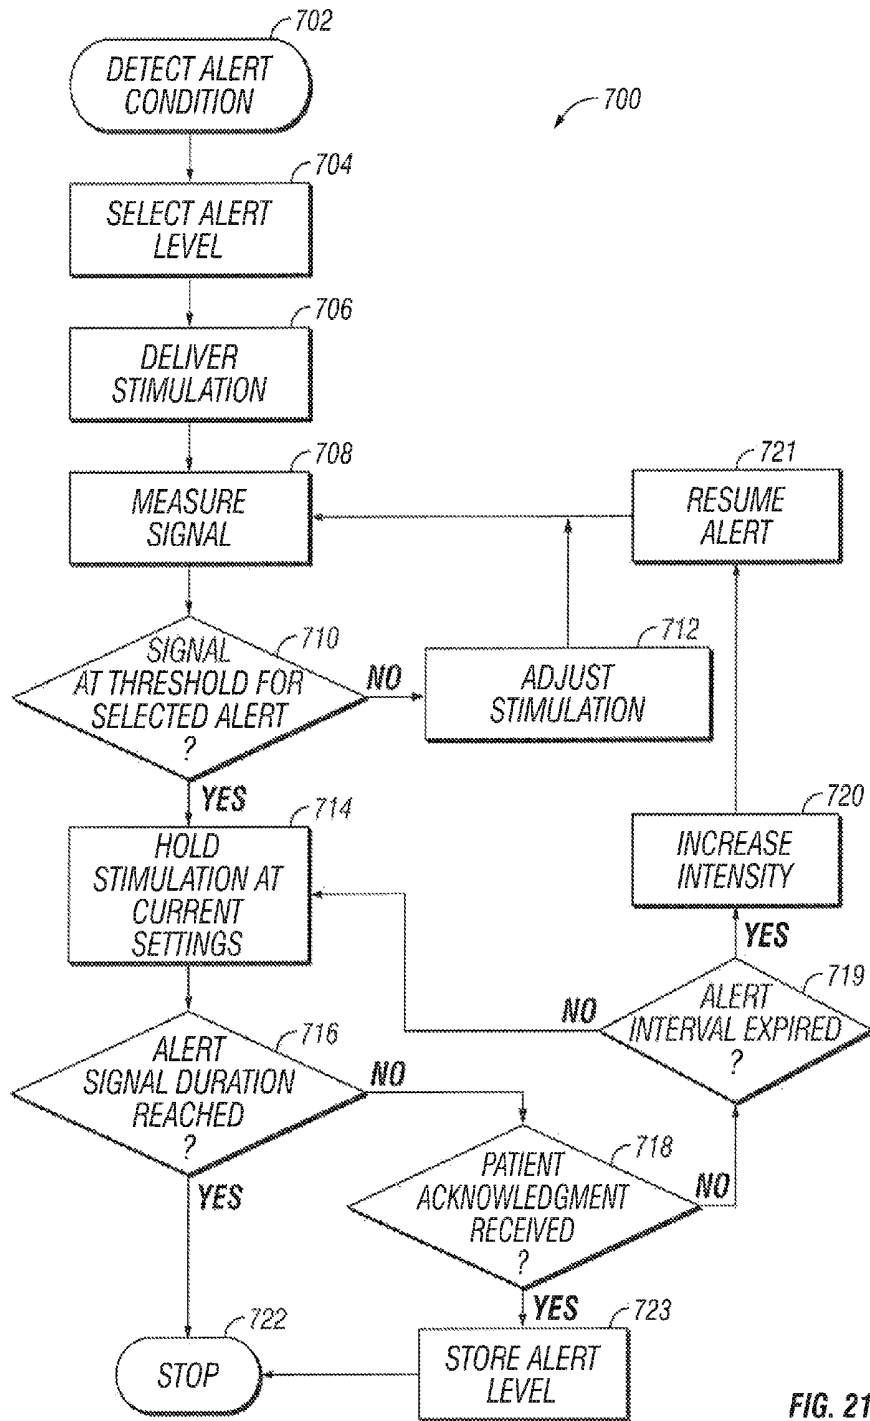 702
DETECT ALERT
CONDITION
700
704
SELECT ALERT
LEVEL
706
DELIVER
STIMULATION
708
MEASURE
SIGNAL
721
RESUME
ALERT
710
SIGNAL
AT THRESHOLD FOR
SELECTED ALERT
?
NO
712
ADJUST
STIMULATION
YES
714
HOLD
STIMULATION AT
CURRENT
SETTINGS
720
INCREASE
INTENSITY
YES
719
ALERT
INTERVAL EXPIRED
?
NO
716
ALERT
SIGNAL DURATION
REACHED
?
NO
YES
718
PATIENT
ACKNOWLEDGMENT
RECEIVED
?
NO
YES
722
STOP
723
STORE ALERT
LEVEL
FIG. 21